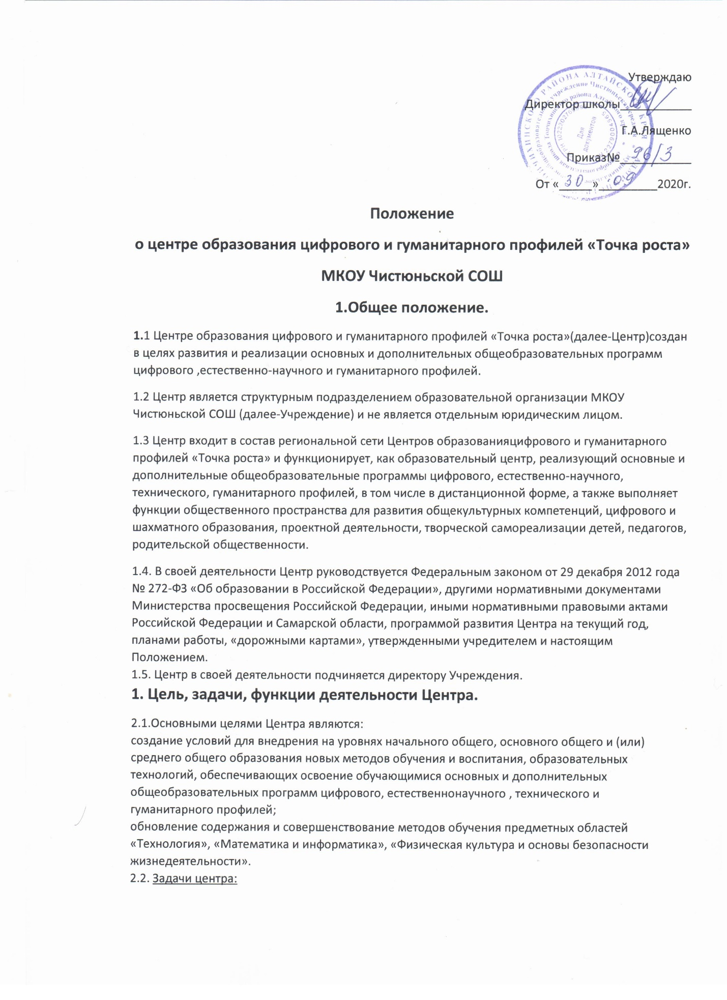 Утверждаю
Директор школы___________
Г.А.Лященко
Приказ№ 96/3
От «30» 09 2020г.
Положение
о центре образования цифрового и гуманитарного профилей «Точка роста»
МКОУ Чистюньской СОШ
1.Общее положение.
1.1 Центре образования цифрового и гуманитарного профилей «Точка роста»(далее-Центр)создан
в целях развития и реализации основных и дополнительных общеобразовательных программ
цифрового ,естественно-научного и гуманитарного профилей.
1.2 Центр является структурным подразделением образовательной организации МКОУ
Чистюньской СОШ (далее-Учреждение) и не является отдельным юридическим лицом.
1.3 Центр входит в состав региональной сети Центров образованияцифрового и гуманитарного
профилей «Точка роста» и функционирует, как образовательный центр, реализующий основные и
дополнительные общеобразовательные программы цифрового, естественно-научного,
технического, гуманитарного профилей, в том числе в дистанционной форме, а также выполняет
функции общественного пространства для развития общекультурных компетенций, цифрового и
шахматного образования, проектной деятельности, творческой самореализации детей, педагогов,
родительской общественности.
1.4. В своей деятельности Центр руководствуется Федеральным законом от 29 декабря 2012 года
№ 272-ФЗ «Об образовании в Российской Федерации», другими нормативными документами
Министерства просвещения Российской Федерации, иными нормативными правовыми актами
Российской Федерации и Самарской области, программой развития Центра на текущий год,
планами работы, «дорожными картами», утвержденными учредителем и настоящим
Положением.
1.5. Центр в своей деятельности подчиняется директору Учреждения.
1. Цель, задачи, функции деятельности Центра.
2.1.Основными целями Центра являются:
создание условий для внедрения на уровнях начального общего, основного общего и (или)
среднего общего образования новых методов обучения и воспитания, образовательных
технологий, обеспечивающих освоение обучающимися основных и дополнительных
общеобразовательных программ цифрового, естественнонаучного , технического и
гуманитарного профилей;
обновление содержания и совершенствование методов обучения предметных областей
«Технология», «Математика и информатика», «Физическая культура и основы безопасности
жизнедеятельности».
2.2. Задачи центра:
РАЙОНА АЛТАЙСКОГО КРАЯ
Для
документов